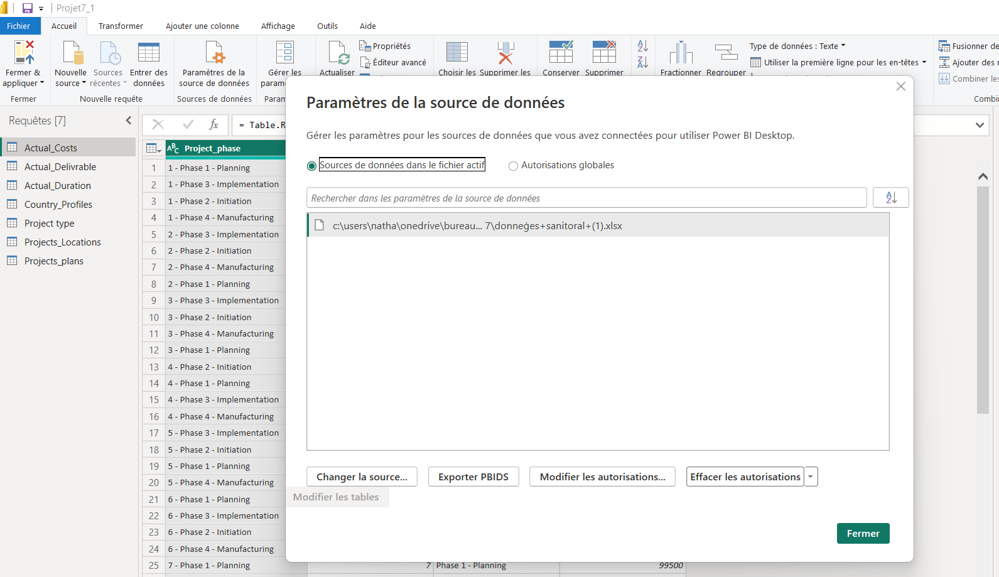 Projet7_1
Fichier
Accueil
Transformer
Ajouter une colonne
Affichage
Outils
Aide
Fermer &
appliquer
Fermer
Nouvelle
source
Sources
récentes
Entrer des
données
Nouvelle requête
Paramètres de la
source de données
Sources de données
Gérer les
Actualiser
Propriétés
Éditeur avancé
Choisir les
Supprimer les
Conserver
Supprimer
Fractionner
Regrouper
Type de données : Texte
Utiliser la première ligne pour les en-têtes
Fusionner
Ajouter des
Combiner
Requêtes [7]
Actual_Costs
Actual_Delivrable
Actual_Duration
Country_Profiles
Project type
Projects_Locations
Projects_plans
fx
= Table.R
ABC Project_phase
1 1 - Phase 1 - Planning
2 1 - Phase 3 - Implementation
3 1 - Phase 2 - Initiation
4 1 - Phase 4 - Manufacturing
5 2 - Phase 3 - Implementation
6 2 - Phase 2 - Initiation
7 2 - Phase 4 - Manufacturing
8 2 - Phase 1 - Planning
9 3 - Phase 3 - Implementation
10 3 - Phase 2 - Initiation
11 3 - Phase 4 - Manufacturing
12 3 - Phase 1 - Planning
13 4 - Phase 2 - Initiation
14 4 - Phase 1 - Planning
15 4 - Phase 3 - Implementation
16 4 - Phase 4 - Manufacturing
17 5 - Phase 3 - Implementation
18 5 - Phase 2 - Initiation
19 5 - Phase 1 - Planning
20 5 - Phase 4 - Manufacturing
21 6 - Phase 1 - Planning
22 6 - Phase 3 - Implementation
23 6 - Phase 2 - Initiation
24 6 - Phase 4 - Manufacturing
25 7 - Phase 1 - Planning 7 Phase 1 - Planning 99500
Paramètres de la source de données
Gérer les paramètres pour les sources de données que vous avez connectées pour utiliser Power BI Desktop.
Sources de données dans le fichier actif
Autorisations globales
Rechercher dans les paramètres de la source de données
AZ
c:\users\natha\onedrive\bureau... 7\donneģes+sanitoral+(1).xlsx
Changer la source...
Exporter PBIDS
Modifier les autorisations...
Effacer les autorisations
Modifier les tables
Fermer